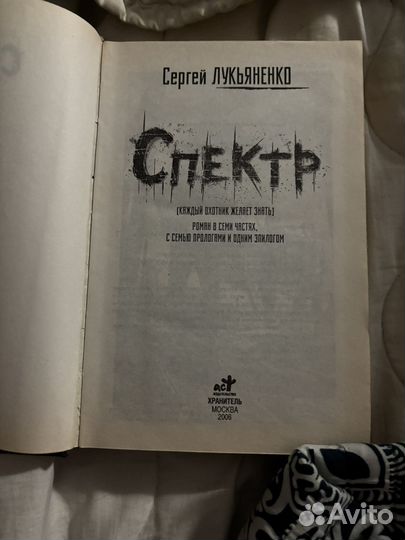 Сергей ЛУКЬЯНЕНКО
Спектр
(КАЖДЫЙ ОХОТНИК ЖЕЛАЕТ ЗНАТЬ)
РОМАН В СЕМИ ЧАСТЯХ,
С СЕМЬЮ ПРОЛОГАМИ И ОДНИМ ЭПИЛОГОМ
аст
ИЗДАТЕЛЬСТВО
ХРАНИТЕЛЬ
МОСКВА
2006
Avito